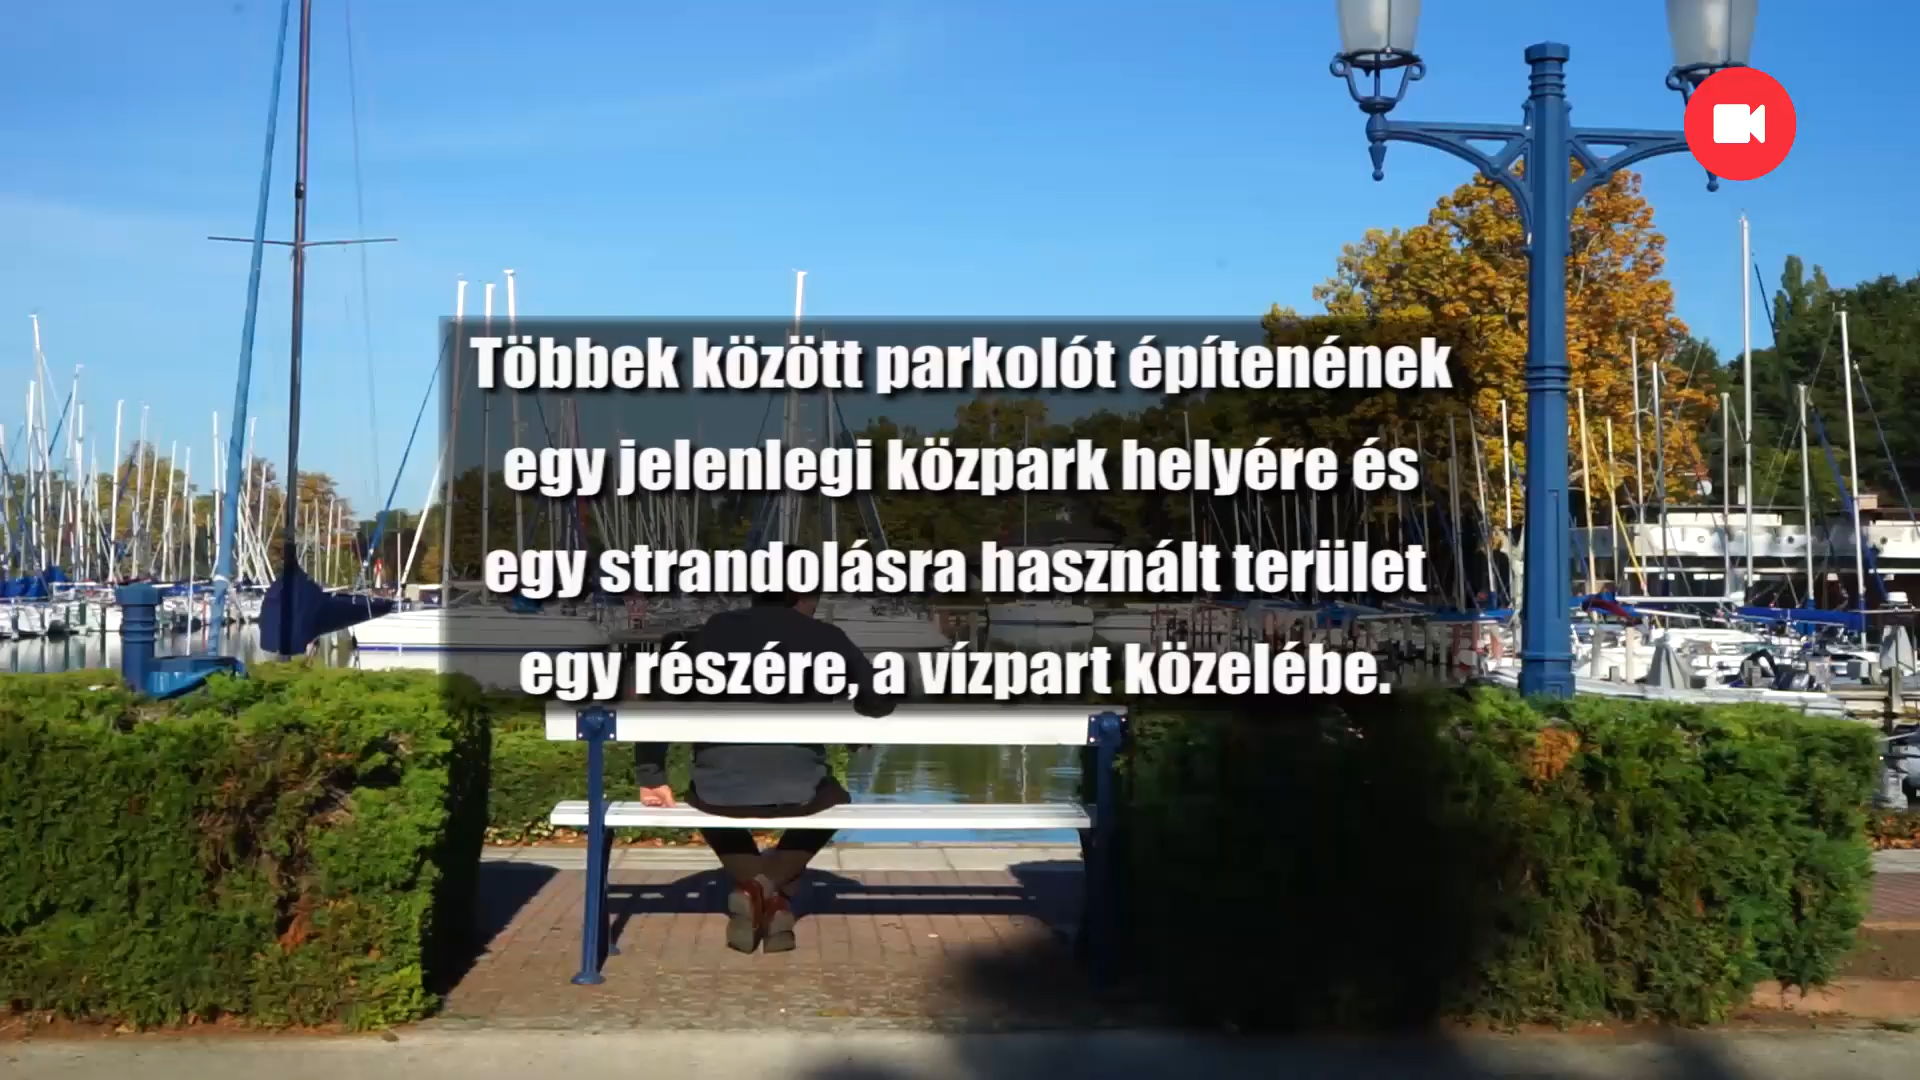 Többek között parkolót építenének
egy jelenlegi közpark helyére és
egy strandolásra használt terület
egy részére, a vízpart közelébe.